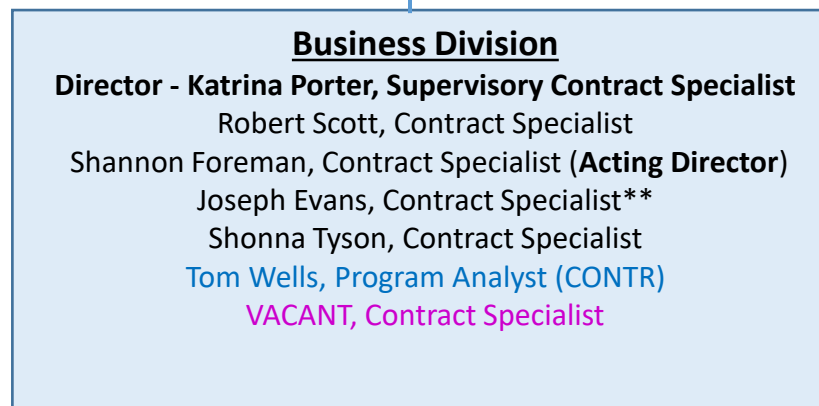 Business Division
Director - Katrina Porter, Supervisory Contract Specialist
Robert Scott, Contract Specialist
Shannon Foreman, Contract Specialist (Acting Director)
Joseph Evans, Contract Specialist**
Shonna Tyson, Contract Specialist
Tom Wells, Program Analyst (CONTR)
VACANT, Contract Specialist